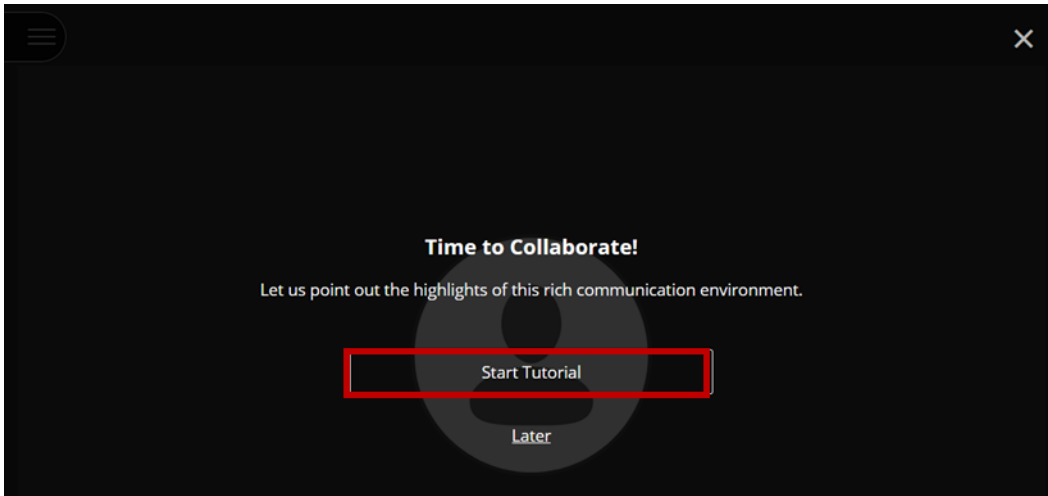 Time to Collaborate!
Let us point out the highlights of this rich communication environment.
Start Tutorial
Later